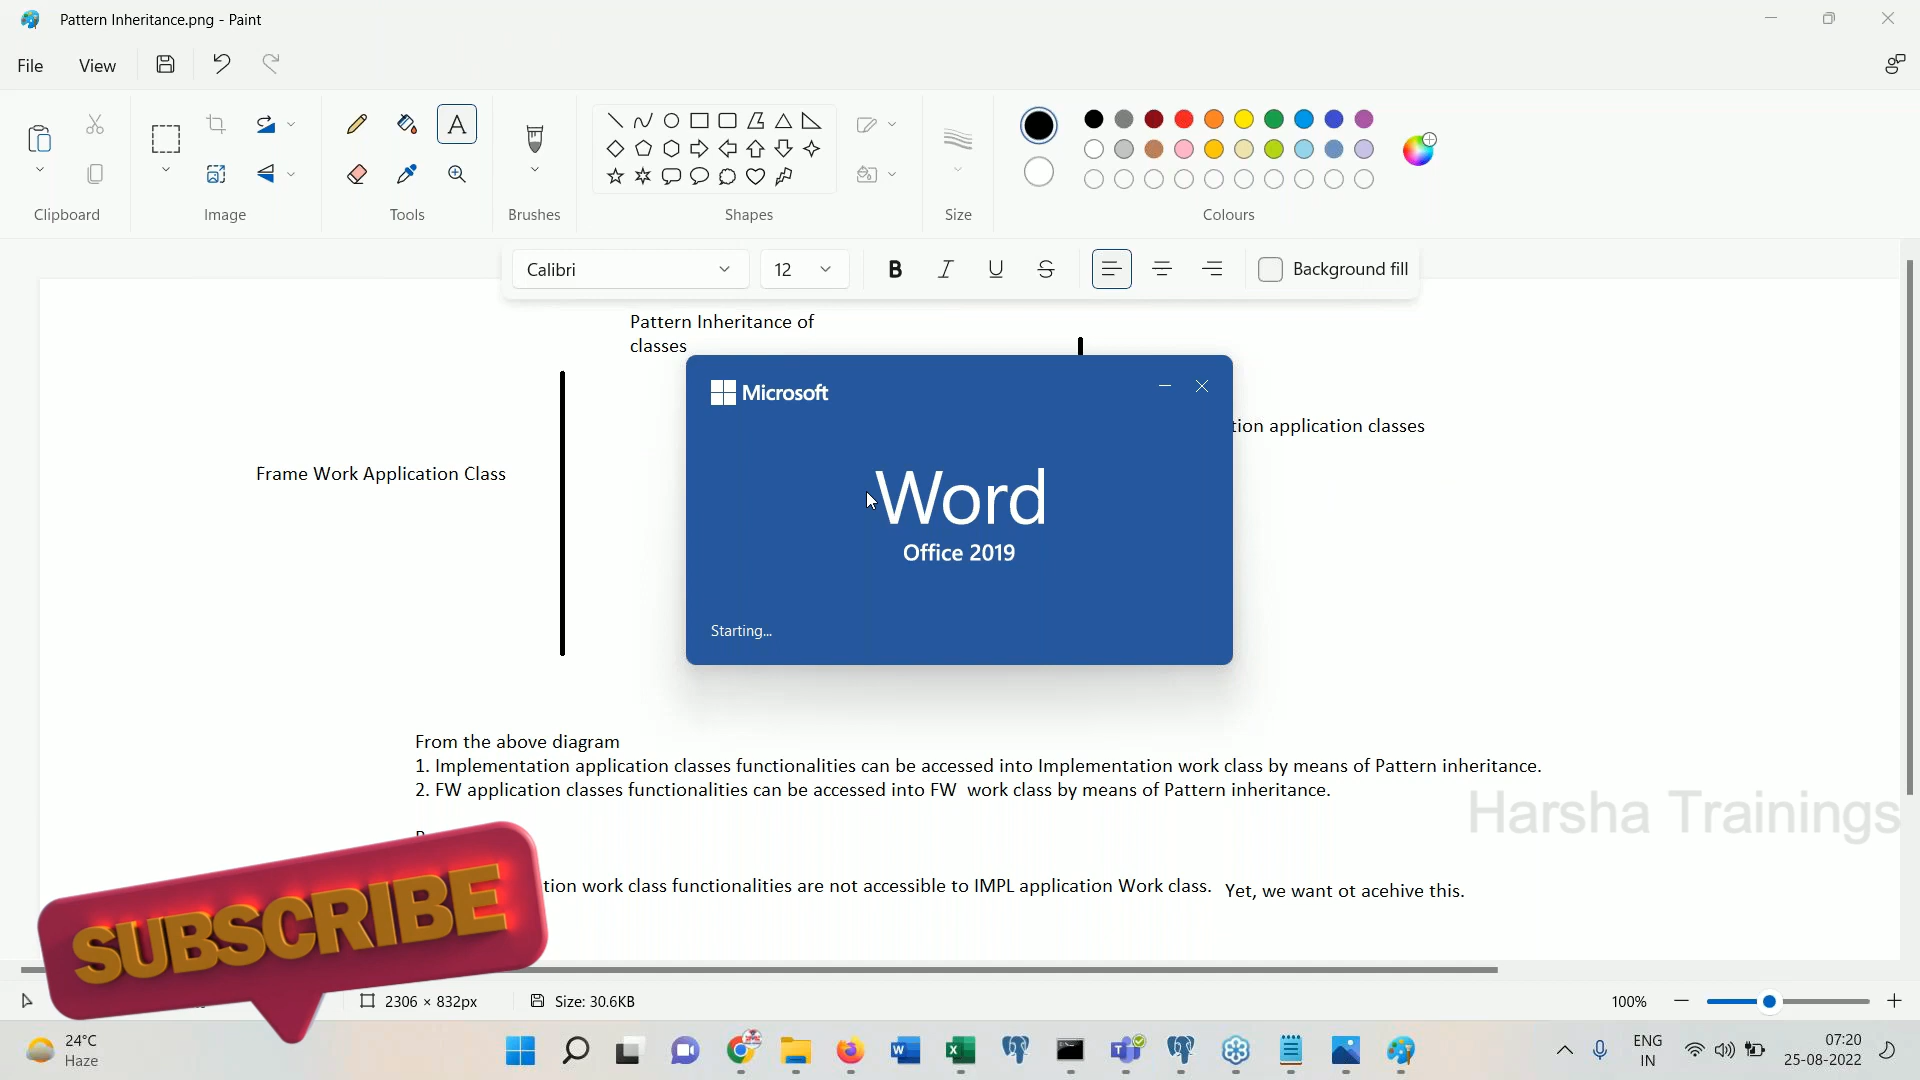 Pattern Inheritance.png - Paint
File View
Clipboard Image Tools Brushes Shapes Size Colours
Calibri 12 B I U S Background fill
Pattern Inheritance of
classes
Microsoft
tion application classes
Frame Work Application Class
Word
Office 2019
Starting...
From the above diagram
1. Implementation application classes functionalities can be accessed into Implementation work class by means of Pattern inheritance.
2. FW application classes functionalities can be accessed into FW work class by means of Pattern inheritance.
Harsha Trainings
tion work class functionalities are not accessible to IMPL application Work class. Yet, we want ot acehive this.
SUBSCRIBE
2306 × 832px Size: 30.6KB 100%
24°C
Haze
ENG
IN
07:20
25-08-2022